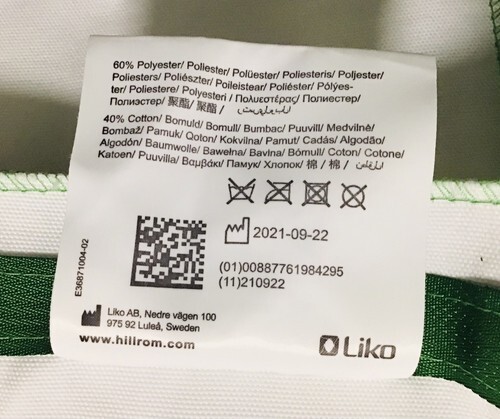 60% Polyester/ Poliester/ Polüester/ Poliesteris/ Poljester/
Poliesters/ Poliészter/ Poileistear/ Poliéster/ Pólyes-
ter/ Poliestere/ Polyesteri / Πολυεστέρας/ Полиестер/
Полиэстер/ 聚酯/ 聚酯 /
40% Cotton/ Bomuld/ Bomull/ Bumbac/ Puuvill/ Medvilnė/
Bombaž/ Pamuk/ Qoton/ Kokvilna/ Pamut/ Cadás/ Algodão/
Algodón/ Baumwolle/ Bawełna/ Bavlna/ Bómull/ Coton/ Cotone/
Katoen/ Puuvilla/ Βαμβάκι/ Памук/ Хлопок/ 棉 / 棉 /
2021-09-22
(01)00887761984295
(11)210922
E36871004-02
Liko AB, Nedre vägen 100
975 92 Luleå, Sweden
www.hillrom.com
Liko